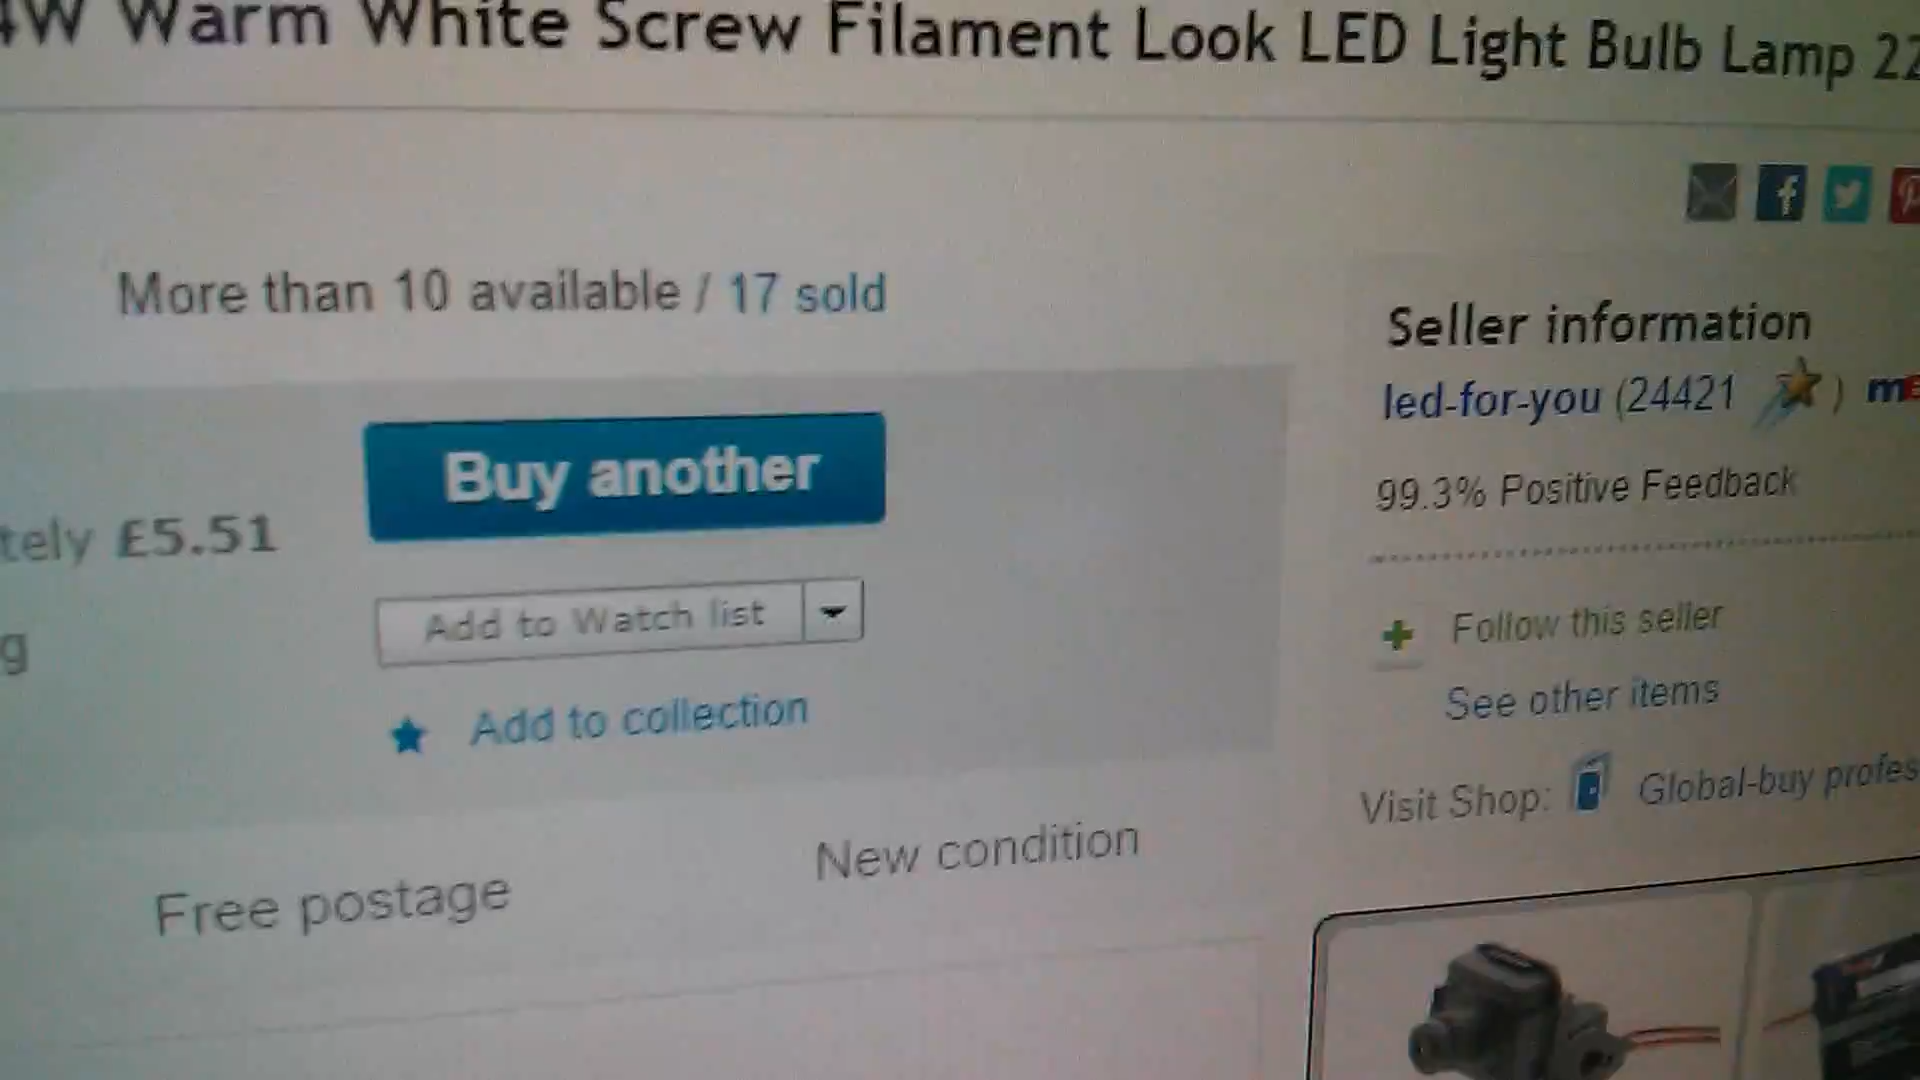 4W Warm White Screw Filament Look LED Light Bulb Lamp 22
More than 10 available / 17 sold
Buy another
tely £5.51
Add to Watch list
g
Add to collection
New condition
Free postage
Seller information
led-for-you (24421 )
99.3% Positive Feedback
Follow this seller
See other items
Visit Shop: Global-buy profes